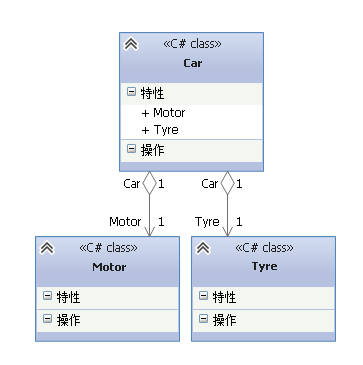 «C# class»
Car
特性
+ Motor
+ Tyre
操作
Car 1 Car 1
Motor 1 Tyre 1
«C# class» «C# class»
Motor Tyre
特性 特性
操作 操作